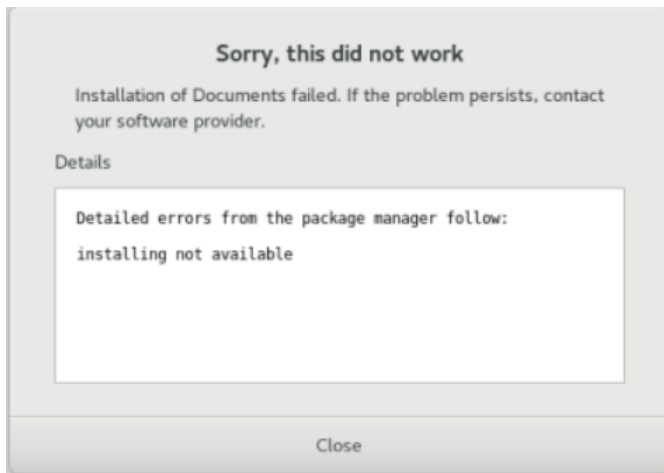 Sorry, this did not work
Installation of Documents failed. If the problem persists, contact
your software provider.
Details
Detailed errors from the package manager follow:
installing not available
Close